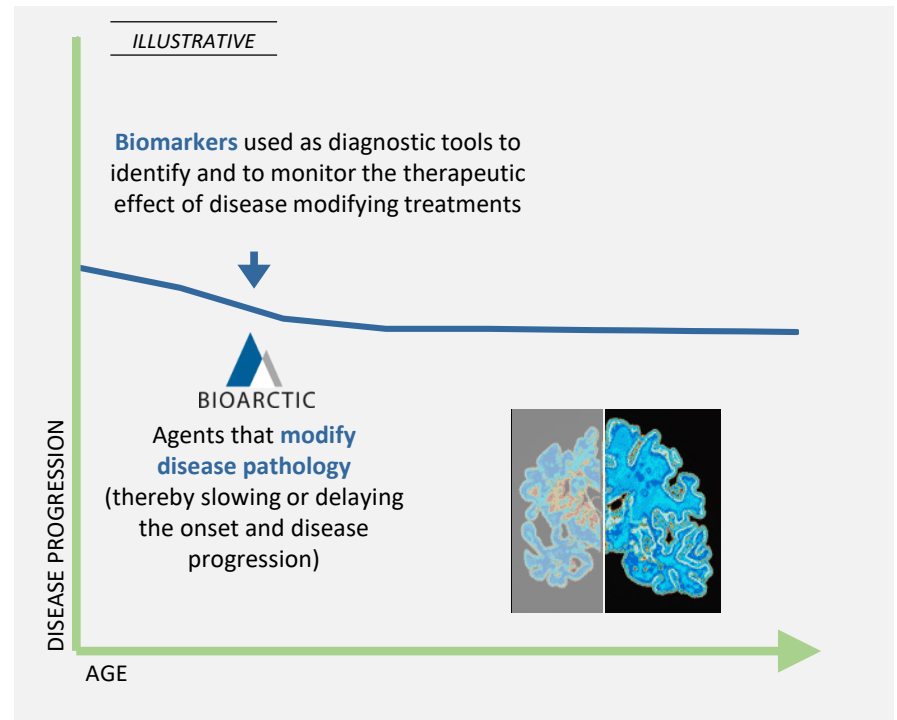 ILLUSTRATIVE
Biomarkers used as diagnostic tools to
identify and to monitor the therapeutic
effect of disease modifying treatments
BIOARCTIC
Agents that modify
disease pathology
(thereby slowing or delaying
the onset and disease
progression)
DISEASE PROGRESSION
AGE